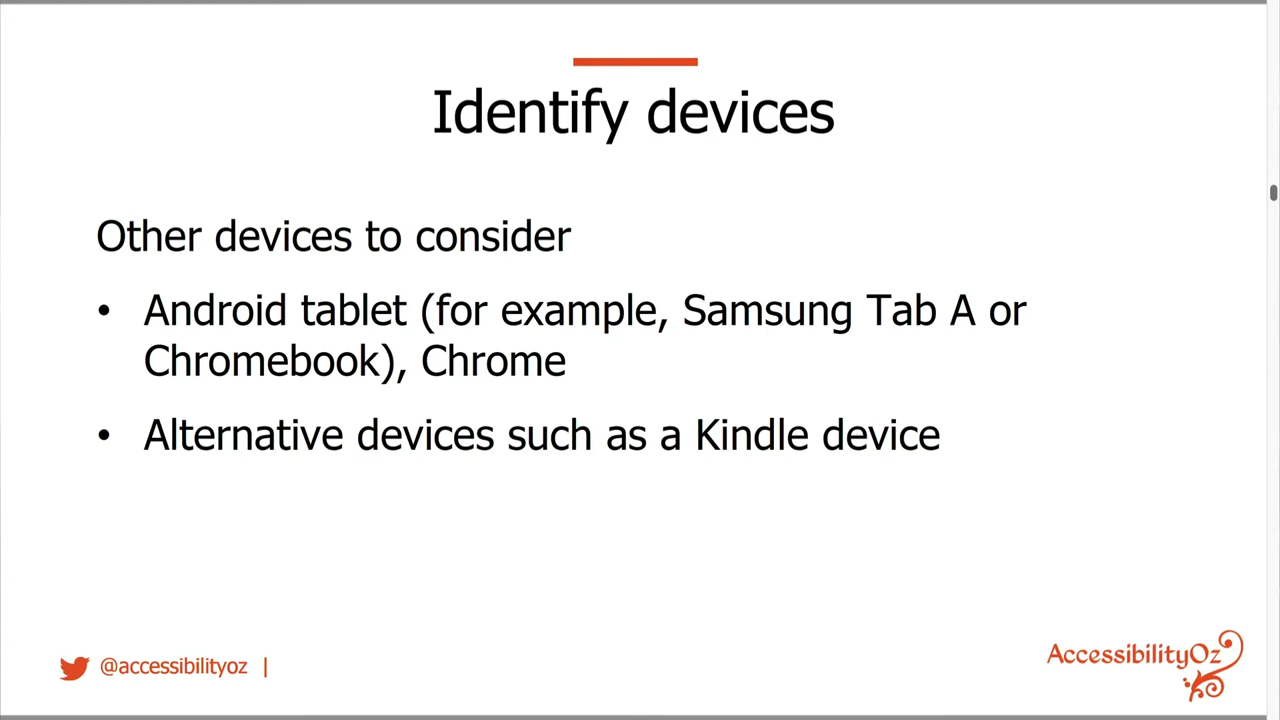 Identify devices
Other devices to consider
• Android tablet (for example, Samsung Tab A or
Chromebook), Chrome
• Alternative devices such as a Kindle device
@accessibilityoz |
AccessibilityOz